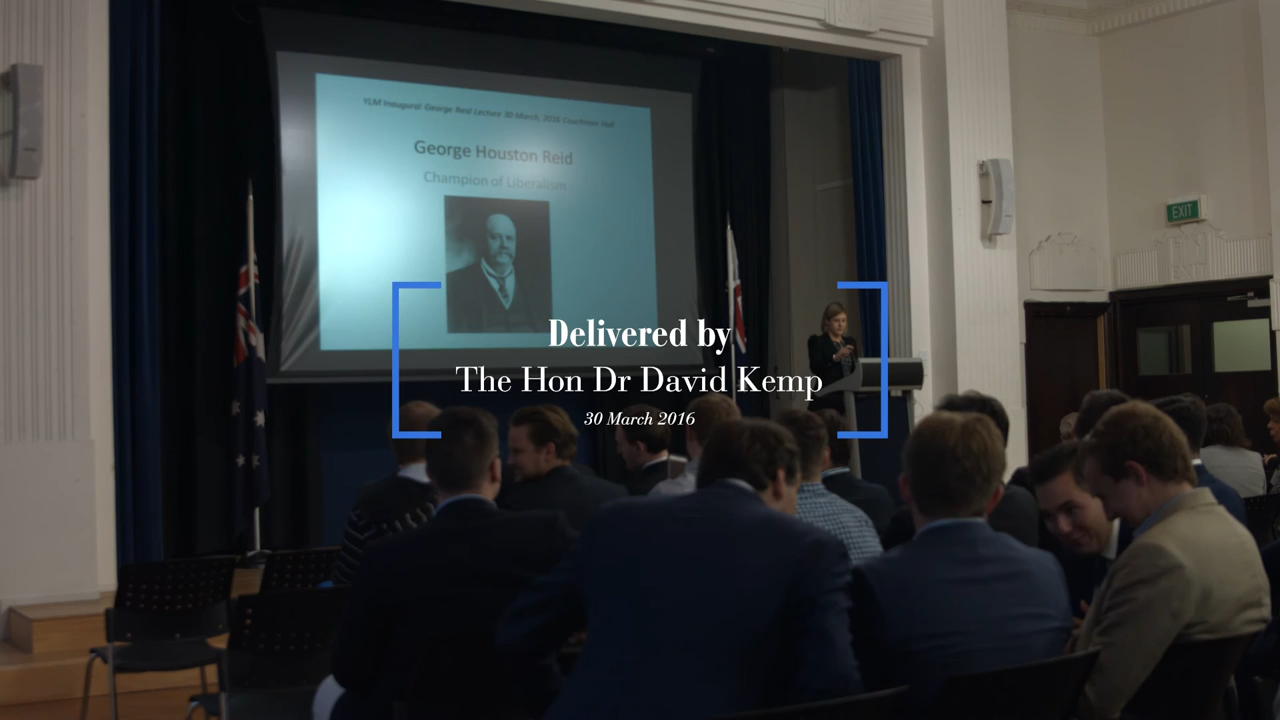 YLM Inaugural George Reid Lecture 30 March, 2016 Couchman Hall
George Houston Reid
Champion of Liberalism
EXIT
Delivered by
The Hon Dr David Kemp
30 March 2016